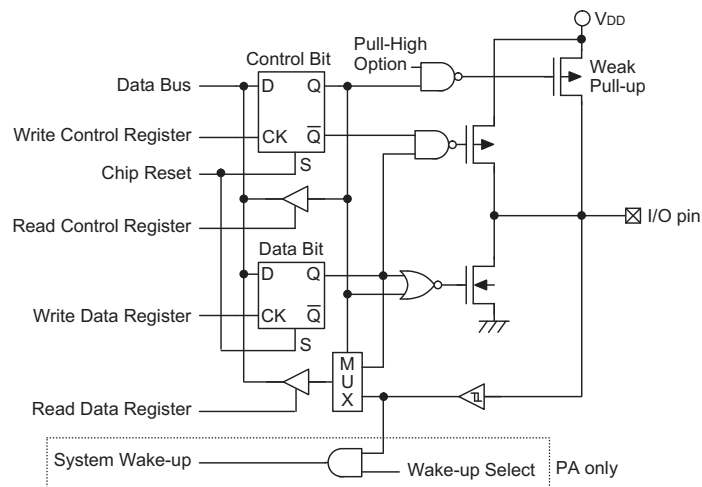 VDD
Pull-High
Option
Control Bit
Weak
Pull-up
Data Bus
D
Q
Write Control Register
CK
Q
Chip Reset
S
I/O pin
Read Control Register
Data Bit
D
Q
Write Data Register
CK
Q
S
M
U
X
Read Data Register
System Wake-up
Wake-up Select
PA only